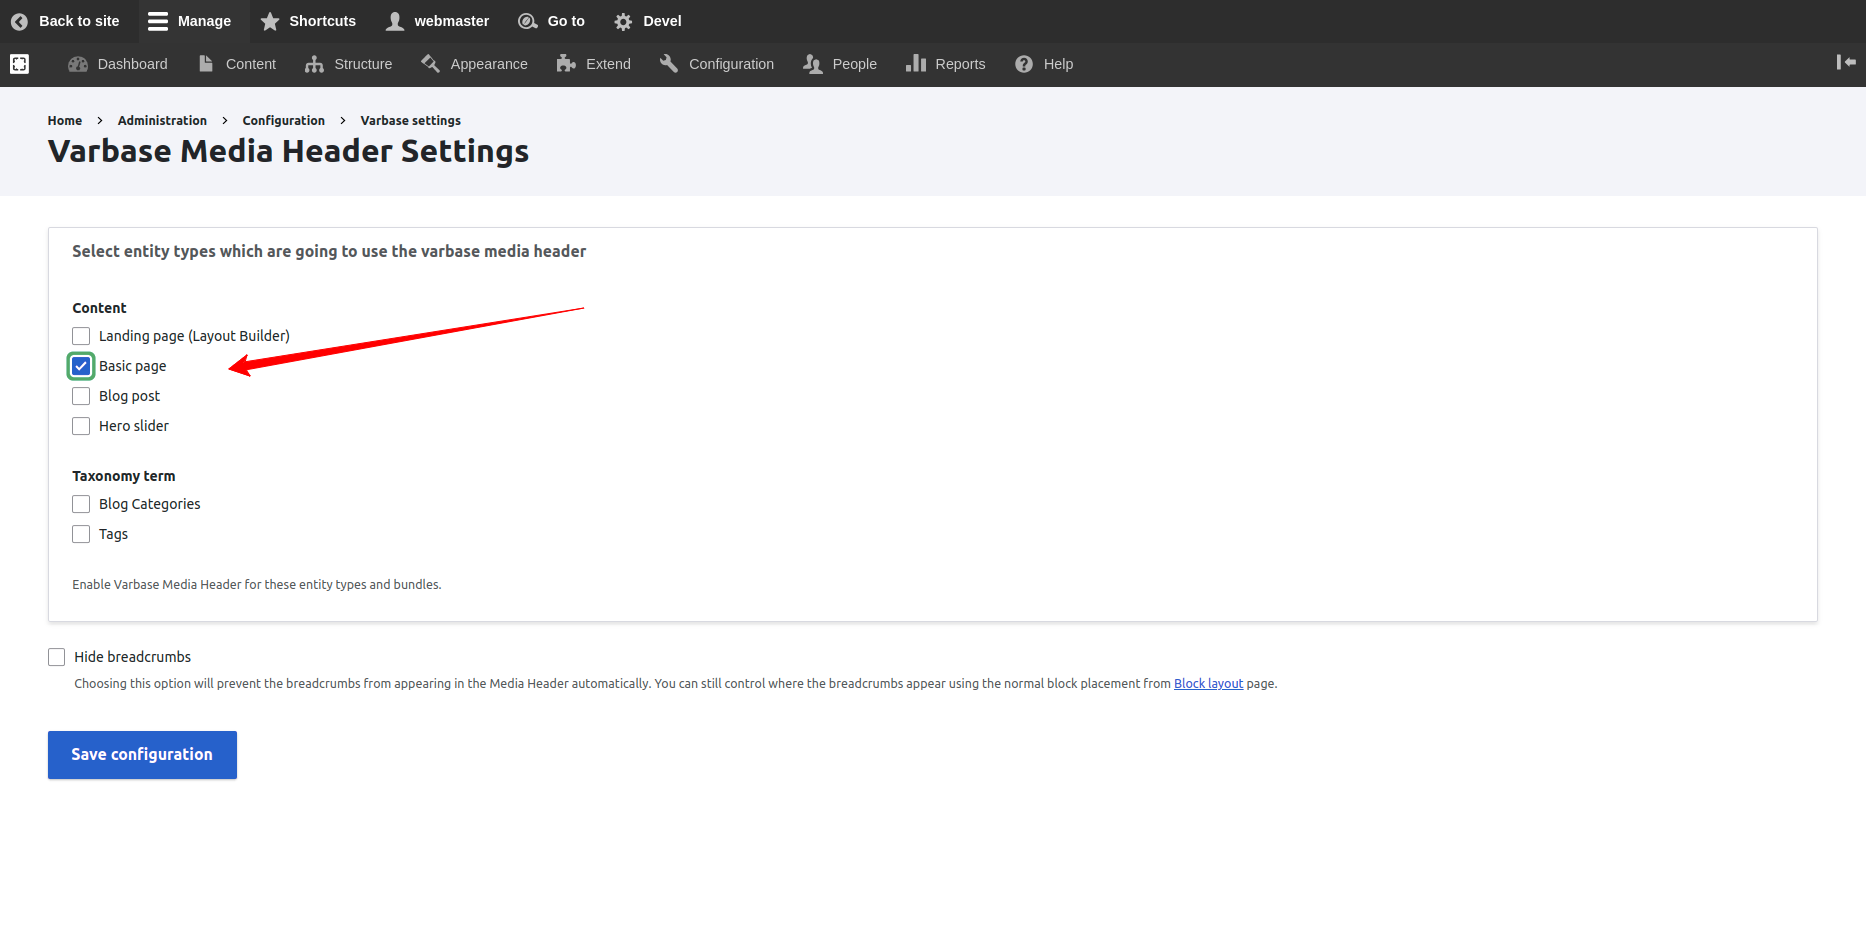 Back to site Manage Shortcuts webmaster Go to Devel
Dashboard Content Structure Appearance Extend Configuration People Reports Help
Home > Administration > Configuration > Varbase settings
Varbase Media Header Settings
Select entity types which are going to use the varbase media header
Content
Landing page (Layout Builder)
Basic page
Blog post
Hero slider
Taxonomy term
Blog Categories
Tags
Enable Varbase Media Header for these entity types and bundles.
Hide breadcrumbs
Choosing this option will prevent the breadcrumbs from appearing in the Media Header automatically. You can still control where the breadcrumbs appear using the normal block placement from Block layout page.
Save configuration